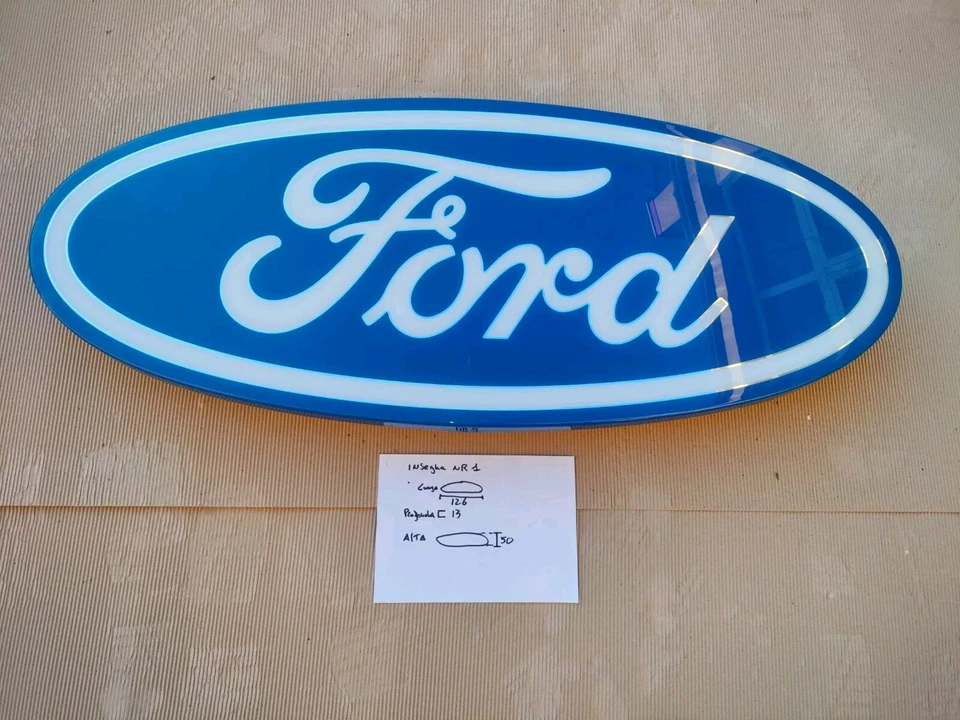 Ford
INSegna NR 1
Lunga
126
Profonda 13
AlTA 50